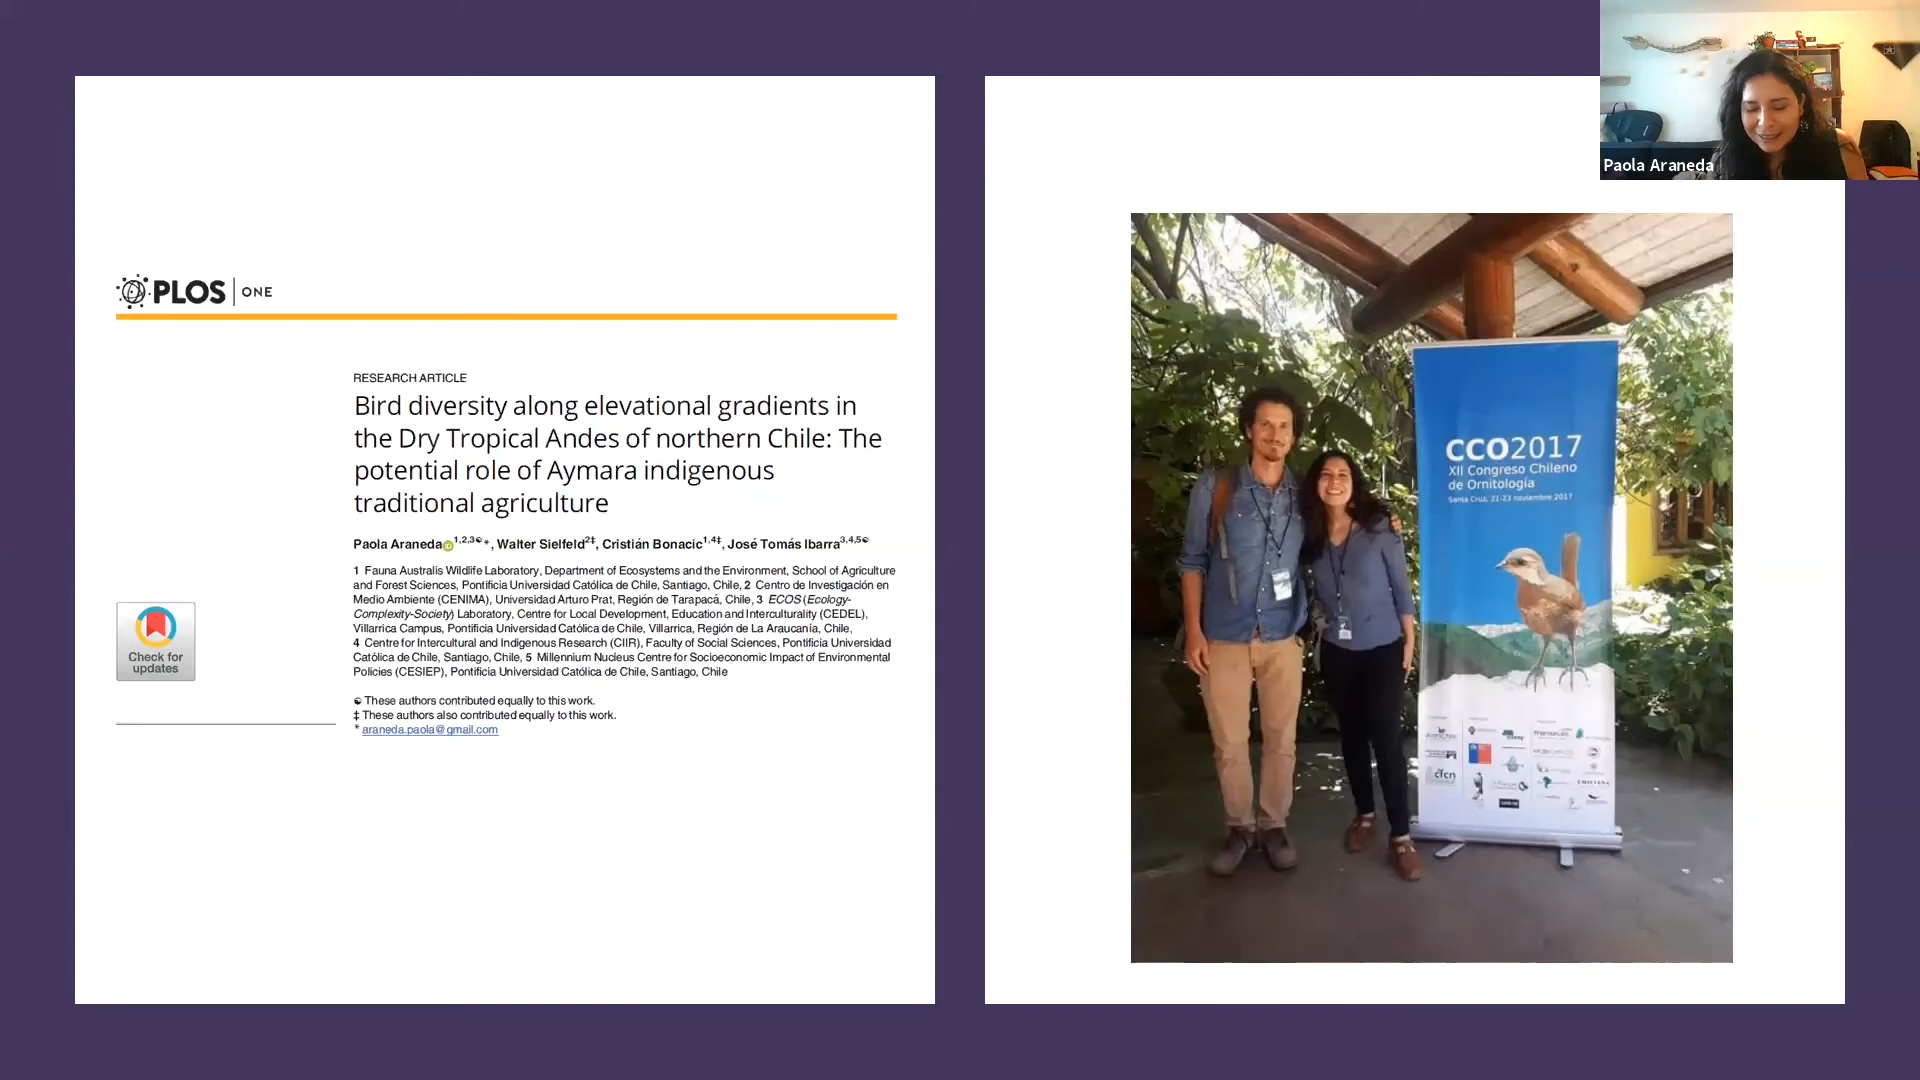 PLOS ONE
RESEARCH ARTICLE
Bird diversity along elevational gradients in
the Dry Tropical Andes of northern Chile: The
potential role of Aymara indigenous
traditional agriculture
Paola Araneda1,2,3☯*, Walter Sielfeld2‡, Cristián Bonacic1,4‡, José Tomás Ibarra3,4,5☯
1 Fauna Australis Wildlife Laboratory, Department of Ecosystems and the Environment, School of Agriculture
and Forest Sciences, Pontificia Universidad Católica de Chile, Santiago, Chile, 2 Centro de Investigación en
Medio Ambiente (CENIMA), Universidad Arturo Prat, Región de Tarapacá, Chile, 3 ECOS (Ecology-
Complexity-Society) Laboratory, Centre for Local Development, Education and Interculturality (CEDEL),
Villarrica Campus, Pontificia Universidad Católica de Chile, Villarrica, Región de La Araucanía, Chile,
4 Centre for Intercultural and Indigenous Research (CIIR), Faculty of Social Sciences, Pontificia Universidad
Católica de Chile, Santiago, Chile, 5 Millennium Nucleus Centre for Socioeconomic Impact of Environmental
Policies (CESIEP), Pontificia Universidad Católica de Chile, Santiago, Chile
☯ These authors contributed equally to this work.
‡ These authors also contributed equally to this work.
* araneda.paola@gmail.com
Check for
updates
Paola Araneda
CCO2017
XII Congreso Chileno
de Ornitología
Santa Cruz, 21-23 noviembre 2017
cfcn